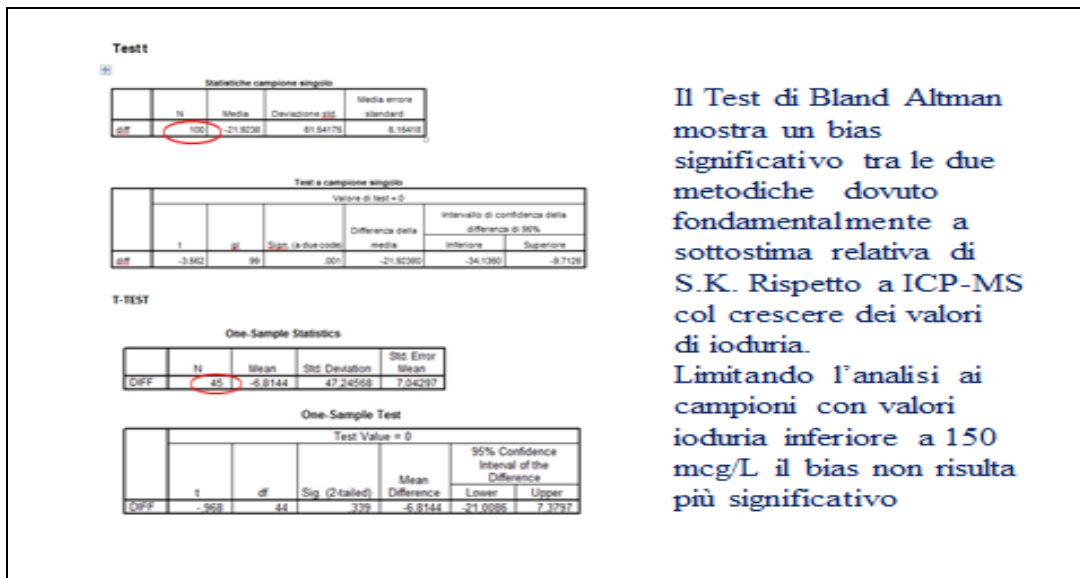 Test t
Statistiche campione singolo
N Media Deviazione std. Media errore standard
diff 100 -21,9238 61,54175 6,15418
Test a campione singolo
Valore di test = 0
t gl Sign. (a due code) Differenza della media Intervallo di confidenza della differenza di 95%
Inferiore Superiore
diff -3,562 99 ,001 -21,92380 -34,1350 -9,7126
T-TEST
One-Sample Statistics
N Mean Std. Deviation Std. Error Mean
DIFF 45 -6.8144 47.24568 7.04297
One-Sample Test
Test Value = 0
t df Sig. (2-tailed) Mean Difference 95% Confidence Interval of the Difference
Lower Upper
DIFF -.968 44 .339 -6.8144 -21.0086 7.3797
Il Test di Bland Altman
mostra un bias
significativo tra le due
metodiche dovuto
fondamentalmente a
sottostima relativa di
S.K. Rispetto a ICP-MS
col crescere dei valori
di ioduria.
Limitando l'analisi ai
campioni con valori
ioduria inferiore a 150
mcg/L il bias non risulta
più significativo